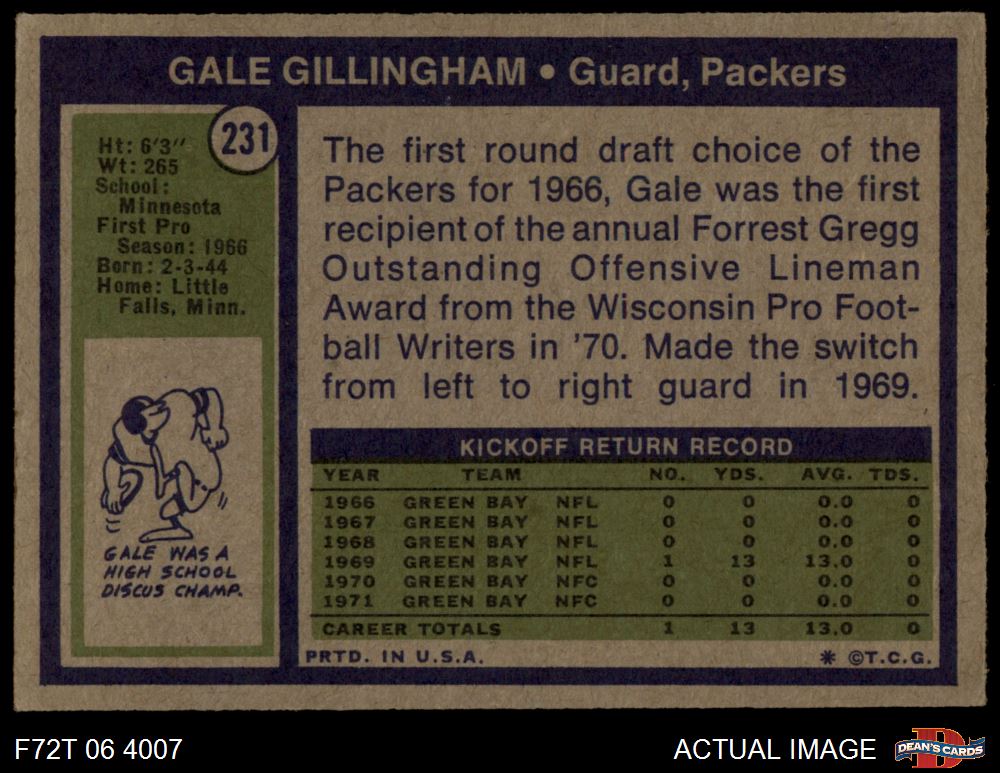 GALE GILLINGHAM • Guard, Packers
231
Ht: 6'3"
Wt: 265
School:
Minnesota
First Pro
Season: 1966
Born: 2-3-44
Home: Little
Falls, Minn.
GALE WAS A
HIGH SCHOOL
DISCUS CHAMP.
The first round draft choice of the
Packers for 1966, Gale was the first
recipient of the annual Forrest Gregg
Outstanding Offensive Lineman
Award from the Wisconsin Pro Foot-
ball Writers in '70. Made the switch
from left to right guard in 1969.
KICKOFF RETURN RECORD
YEAR TEAM NO. YDS. AVG. TDS.
1966 GREEN BAY NFL 0 0 0.0 0
1967 GREEN BAY NFL 0 0 0.0 0
1968 GREEN BAY NFL 0 0 0.0 0
1969 GREEN BAY NFL 1 13 13.0 0
1970 GREEN BAY NFC 0 0 0.0 0
1971 GREEN BAY NFC 0 0 0.0 0
CAREER TOTALS 1 13 13.0 0
PRTD. IN U.S.A. * ©T.C.G.
F72T 06 4007 ACTUAL IMAGE
D
DEAN'S CARDS